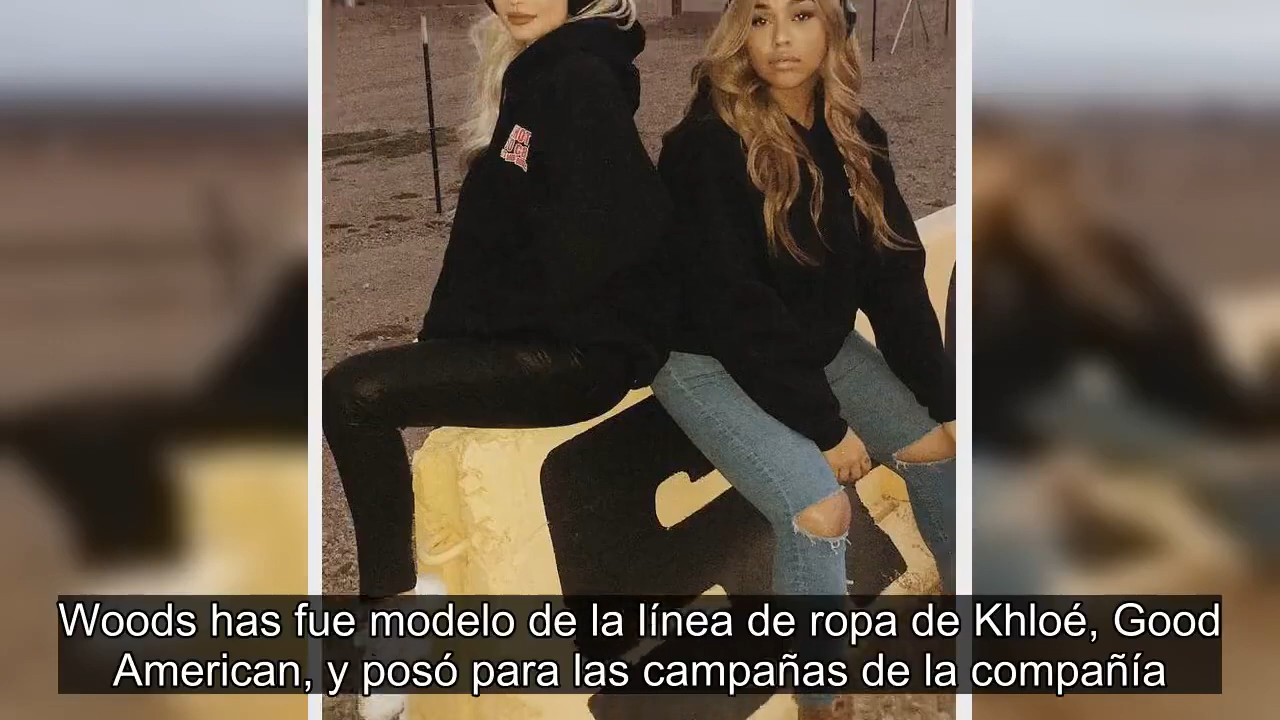 Woods has fue modelo de la línea de ropa de Khloé, Good
American, y posó para las campañas de la compañía